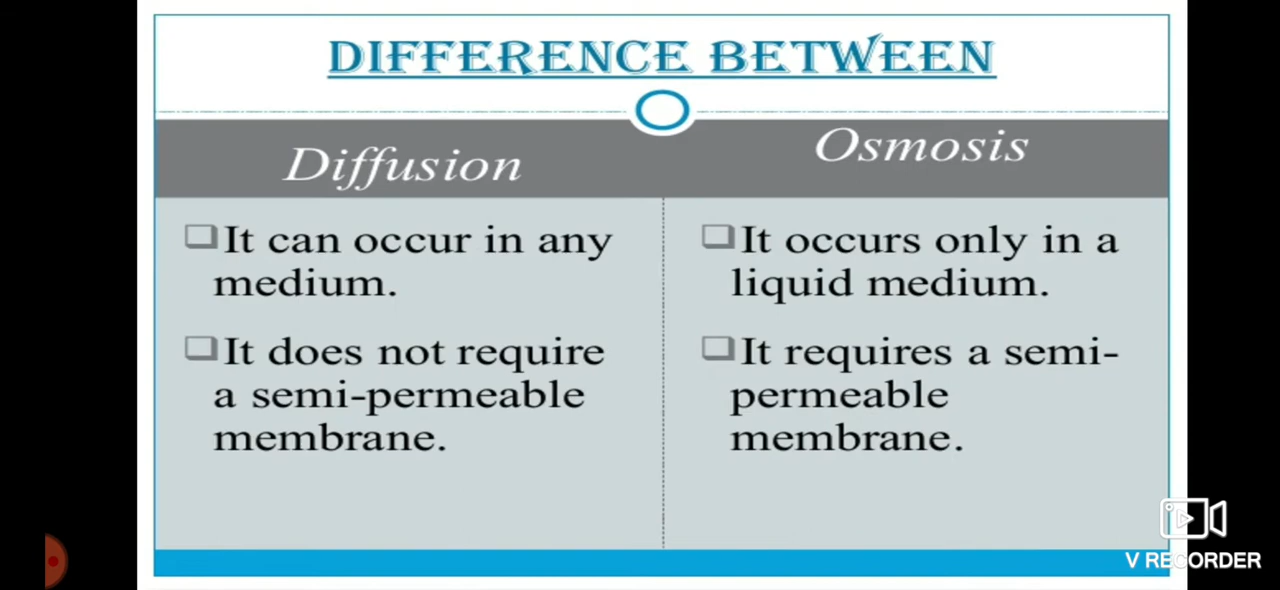 DIFFERENCE BETWEEN
Diffusion
Osmosis
It can occur in any
medium.
It does not require
a semi-permeable
membrane.
It occurs only in a
liquid medium.
It requires a semi-
permeable
membrane.
V RECORDER